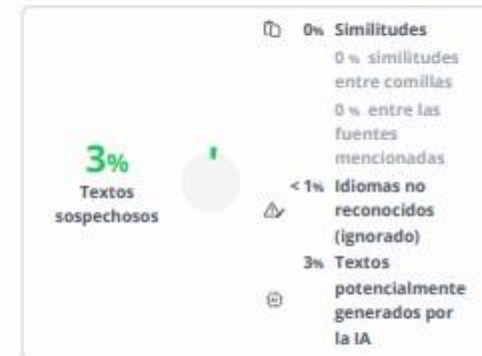 3%
Textos
sospechosos
0% Similitudes
0 % similitudes
entre comillas
0 % entre las
fuentes
mencionadas
< 1% Idiomas no
reconocidos
(ignorado)
3% Textos
potencialmente
generados por
la IA